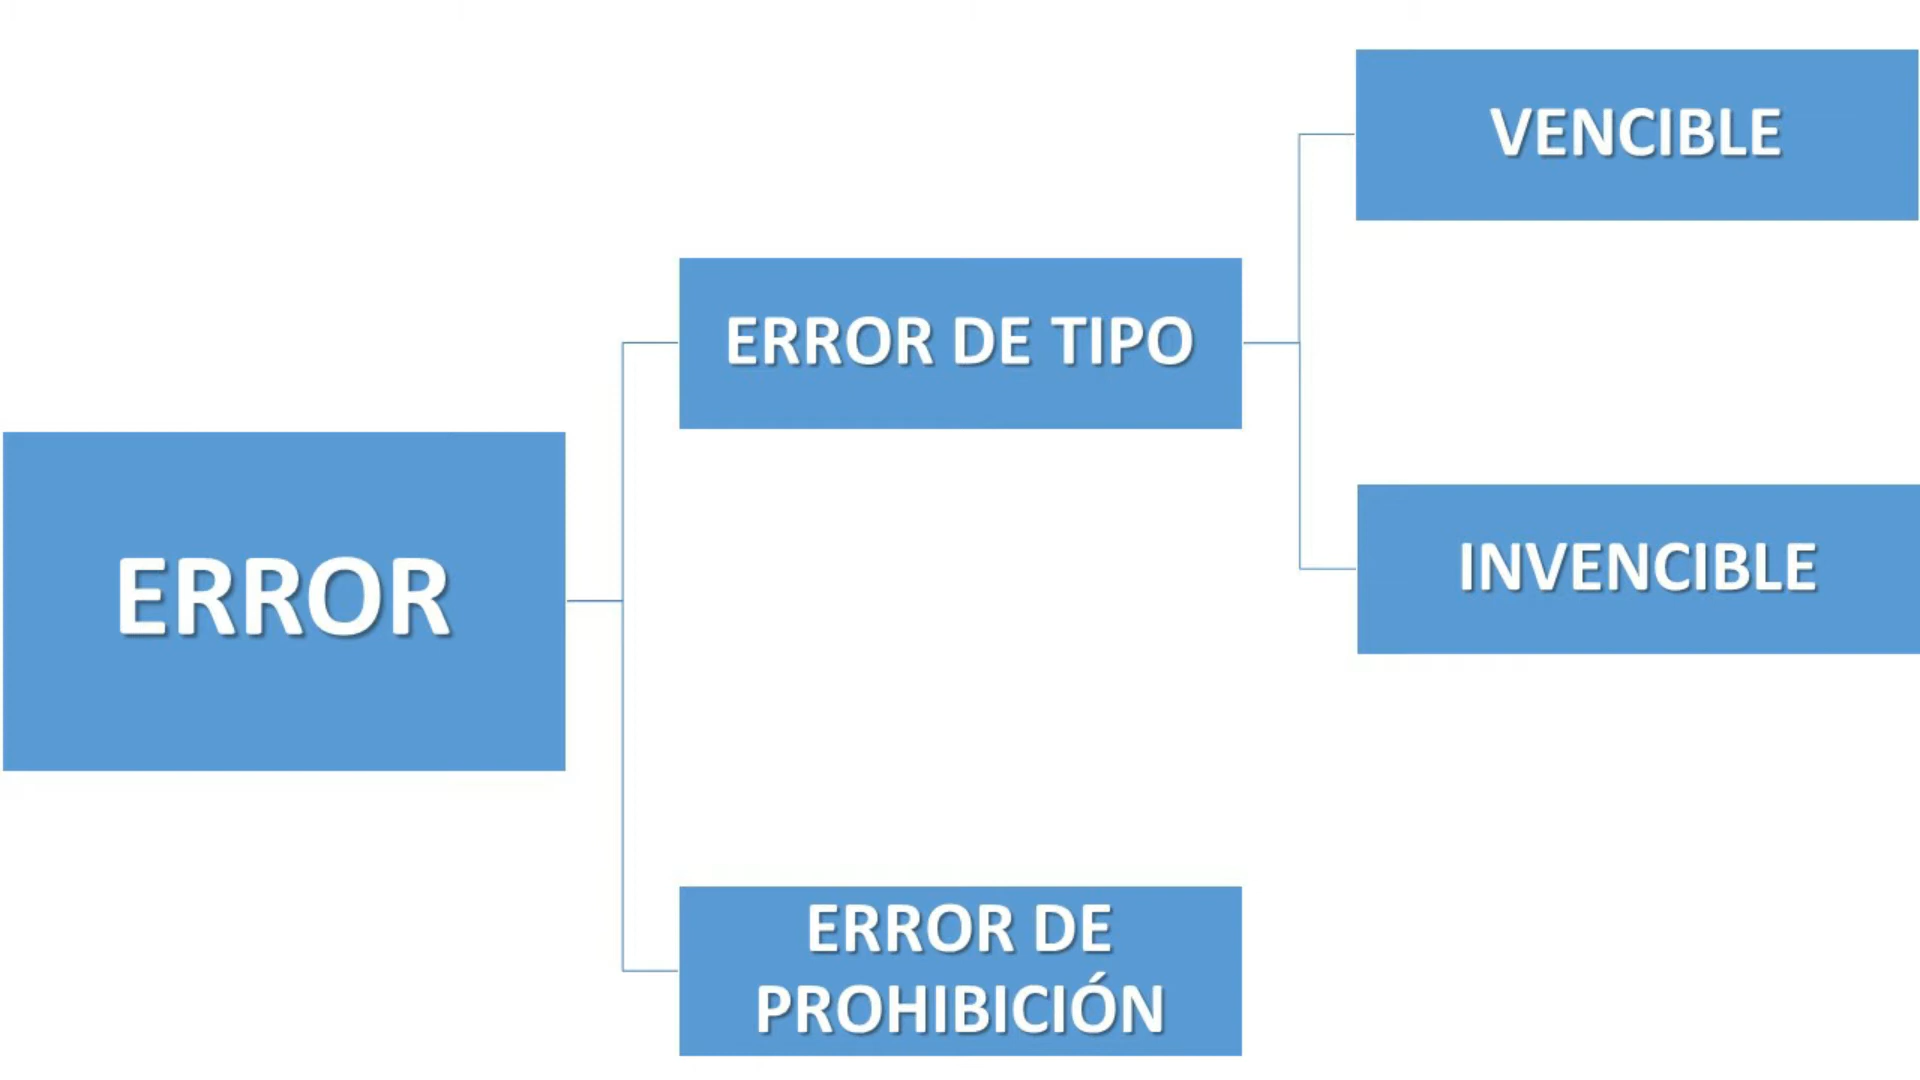 ERROR
ERROR DE TIPO
VENCIBLE
INVENCIBLE
ERROR DE
PROHIBICIÓN